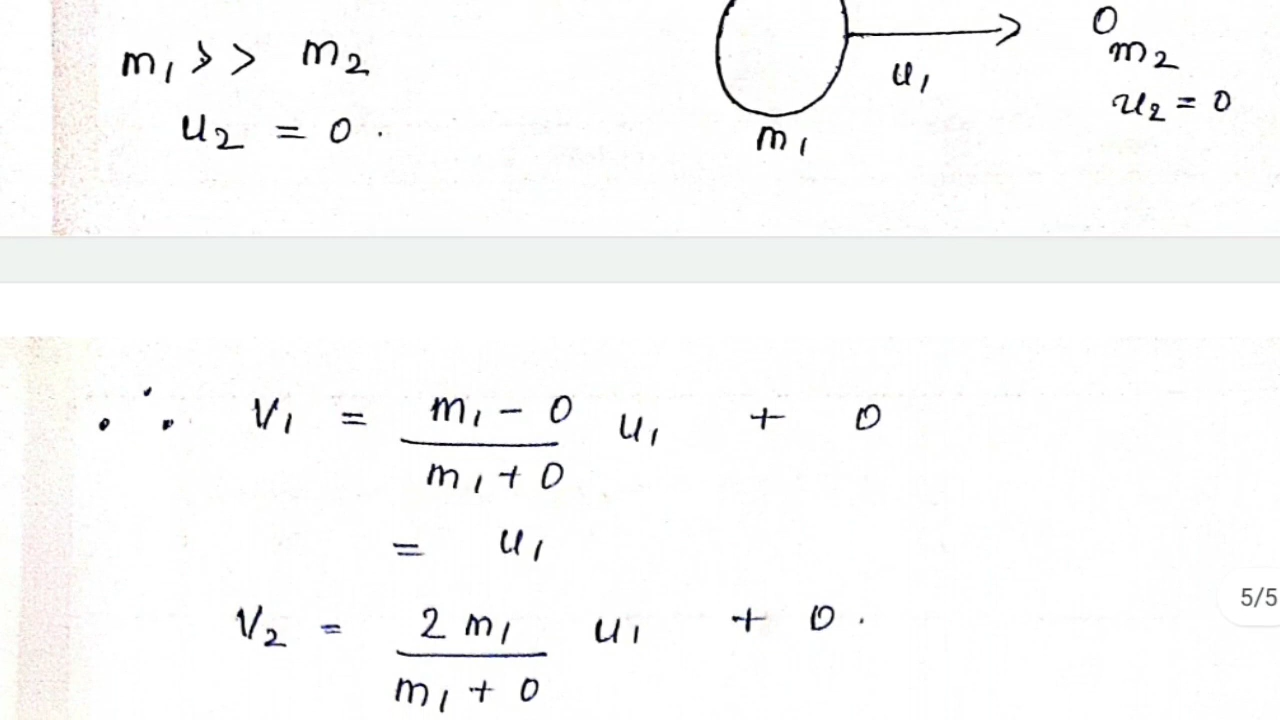 m₁ >> m₂
u₂ = 0.
u₁
m₁
m₂
u₂ = 0
∴ V₁ = (m₁ - 0)/(m₁ + 0) u₁ + 0
= u₁
5/5
V₂ = 2 m₁/(m₁ + 0) u₁ + 0.